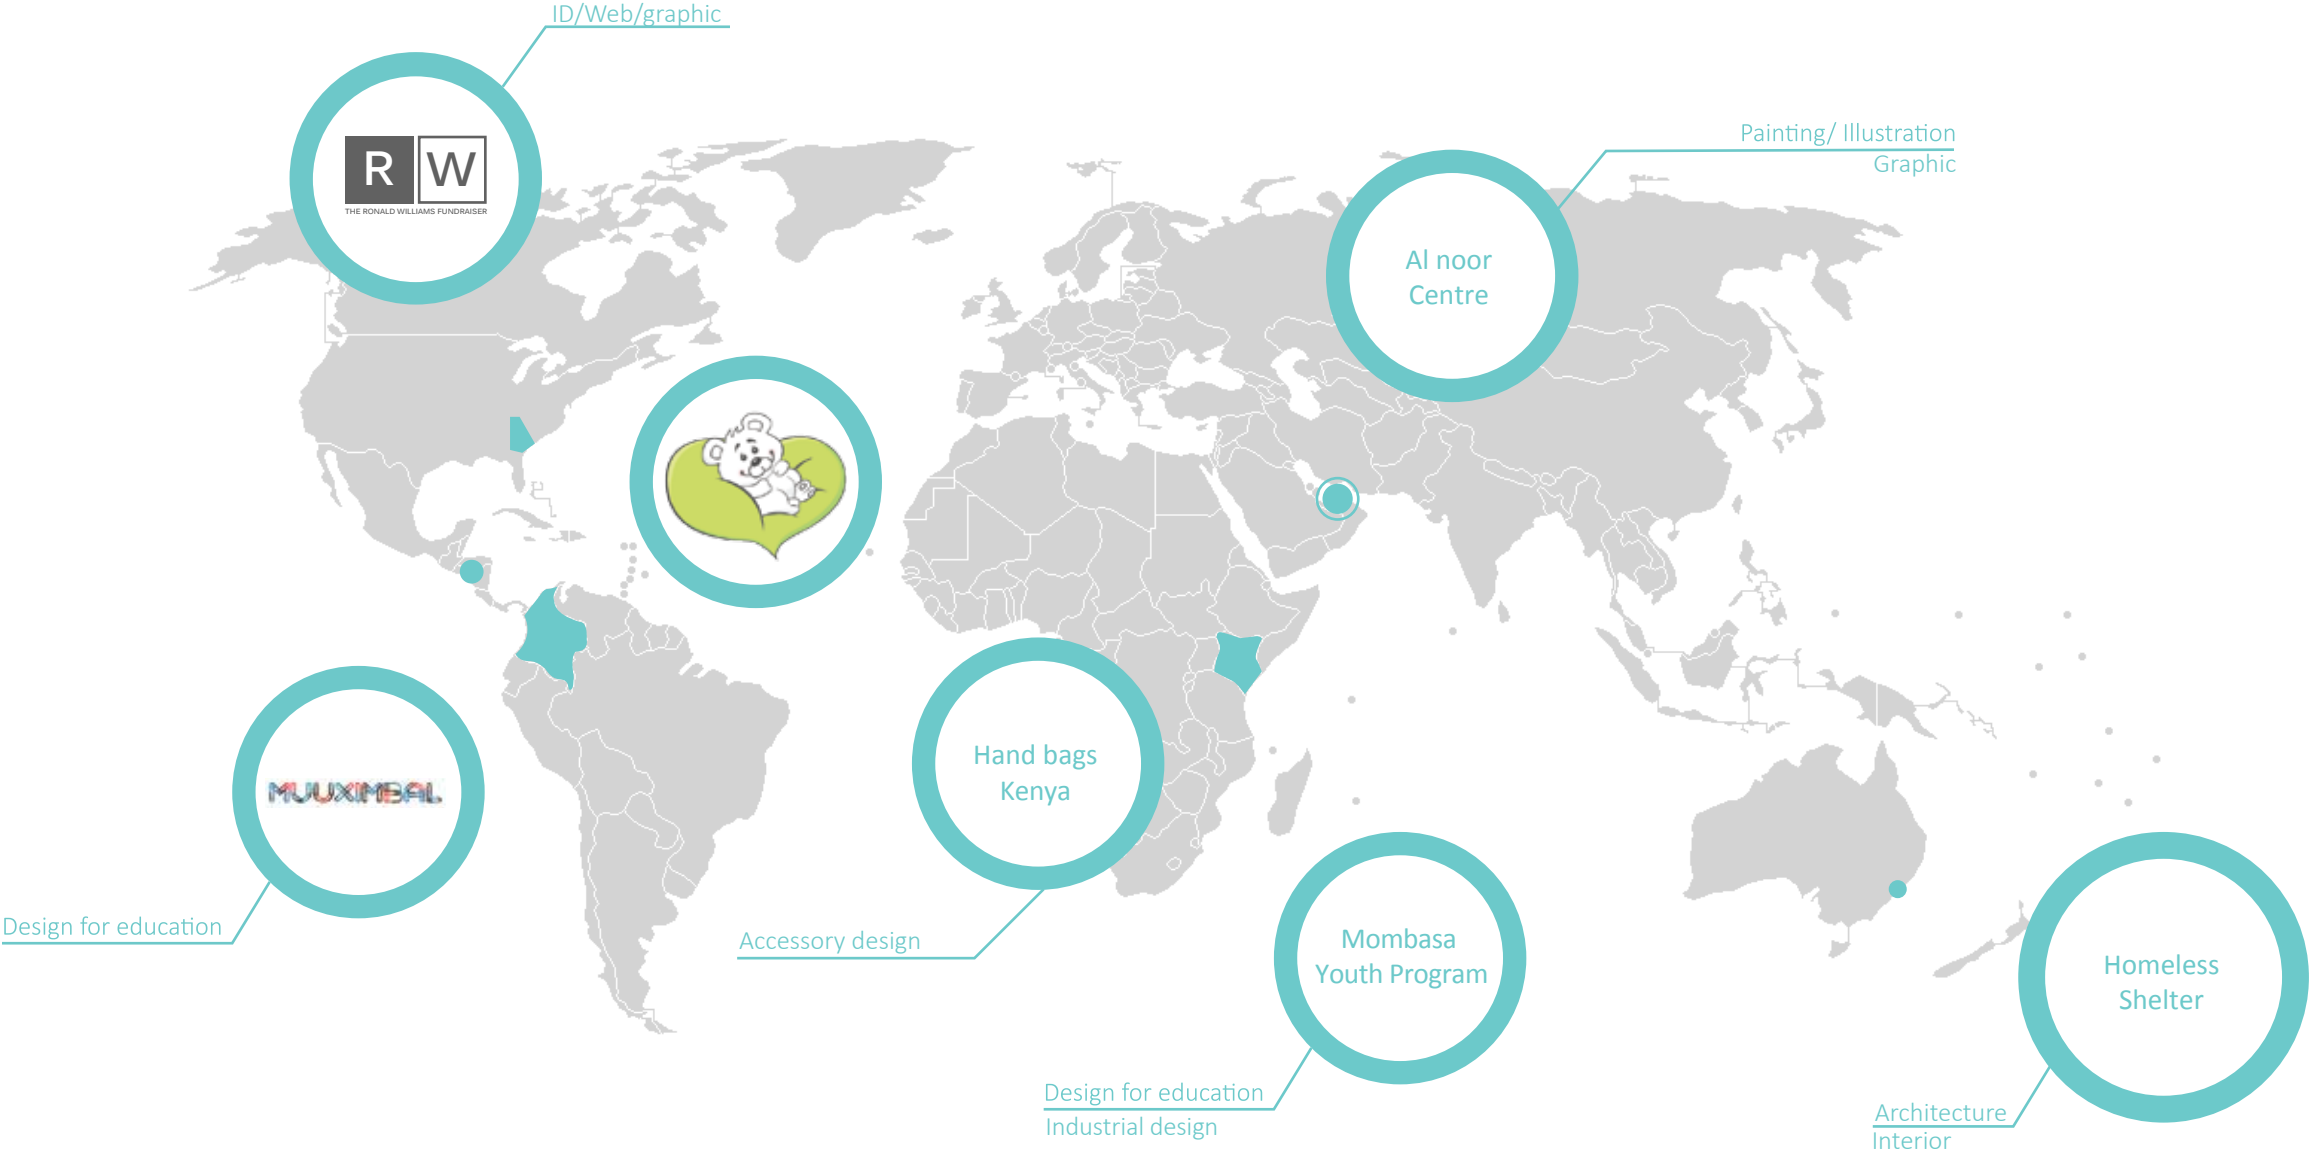 ID/Web/graphic
R W
THE RONALD WILLIAMS FUNDRAISER
Painting/ Illustration
Graphic
Al noor
Centre
MUUXIMBAL
Design for education
Hand bags
Kenya
Accessory design
Mombasa
Youth Program
Design for education
Industrial design
Homeless
Shelter
Architecture
Interior